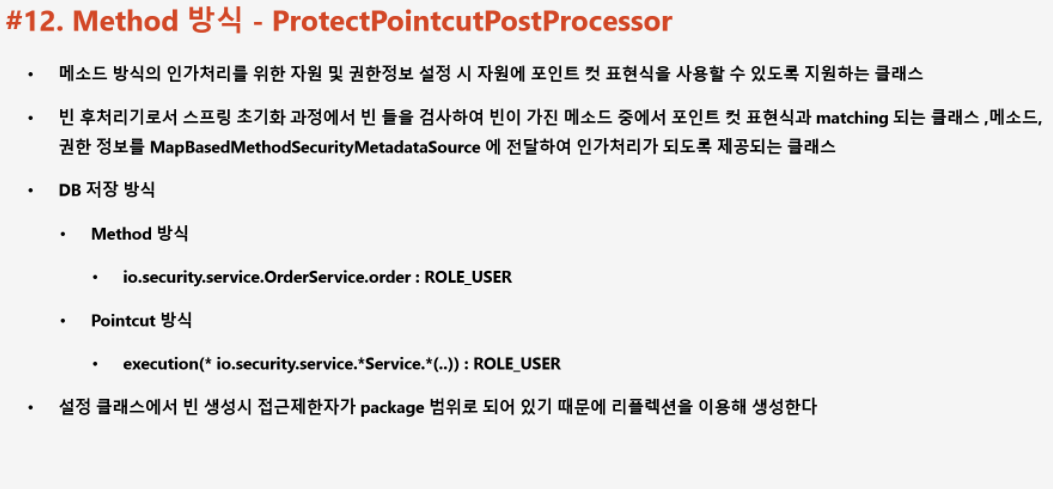 #12. Method 방식 - ProtectPointcutPostProcessor
• 메소드 방식의 인가처리를 위한 자원 및 권한정보 설정 시 자원에 포인트 컷 표현식을 사용할 수 있도록 지원하는 클래스
• 빈 후처리기로서 스프링 초기화 과정에서 빈 들을 검사하여 빈이 가진 메소드 중에서 포인트 컷 표현식과 matching 되는 클래스 ,메소드,
권한 정보를 MapBasedMethodSecurityMetadataSource 에 전달하여 인가처리가 되도록 제공되는 클래스
• DB 저장 방식
• Method 방식
• io.security.service.OrderService.order : ROLE_USER
• Pointcut 방식
• execution(* io.security.service.*Service.*(..)) : ROLE_USER
• 설정 클래스에서 빈 생성시 접근제한자가 package 범위로 되어 있기 때문에 리플렉션을 이용해 생성한다